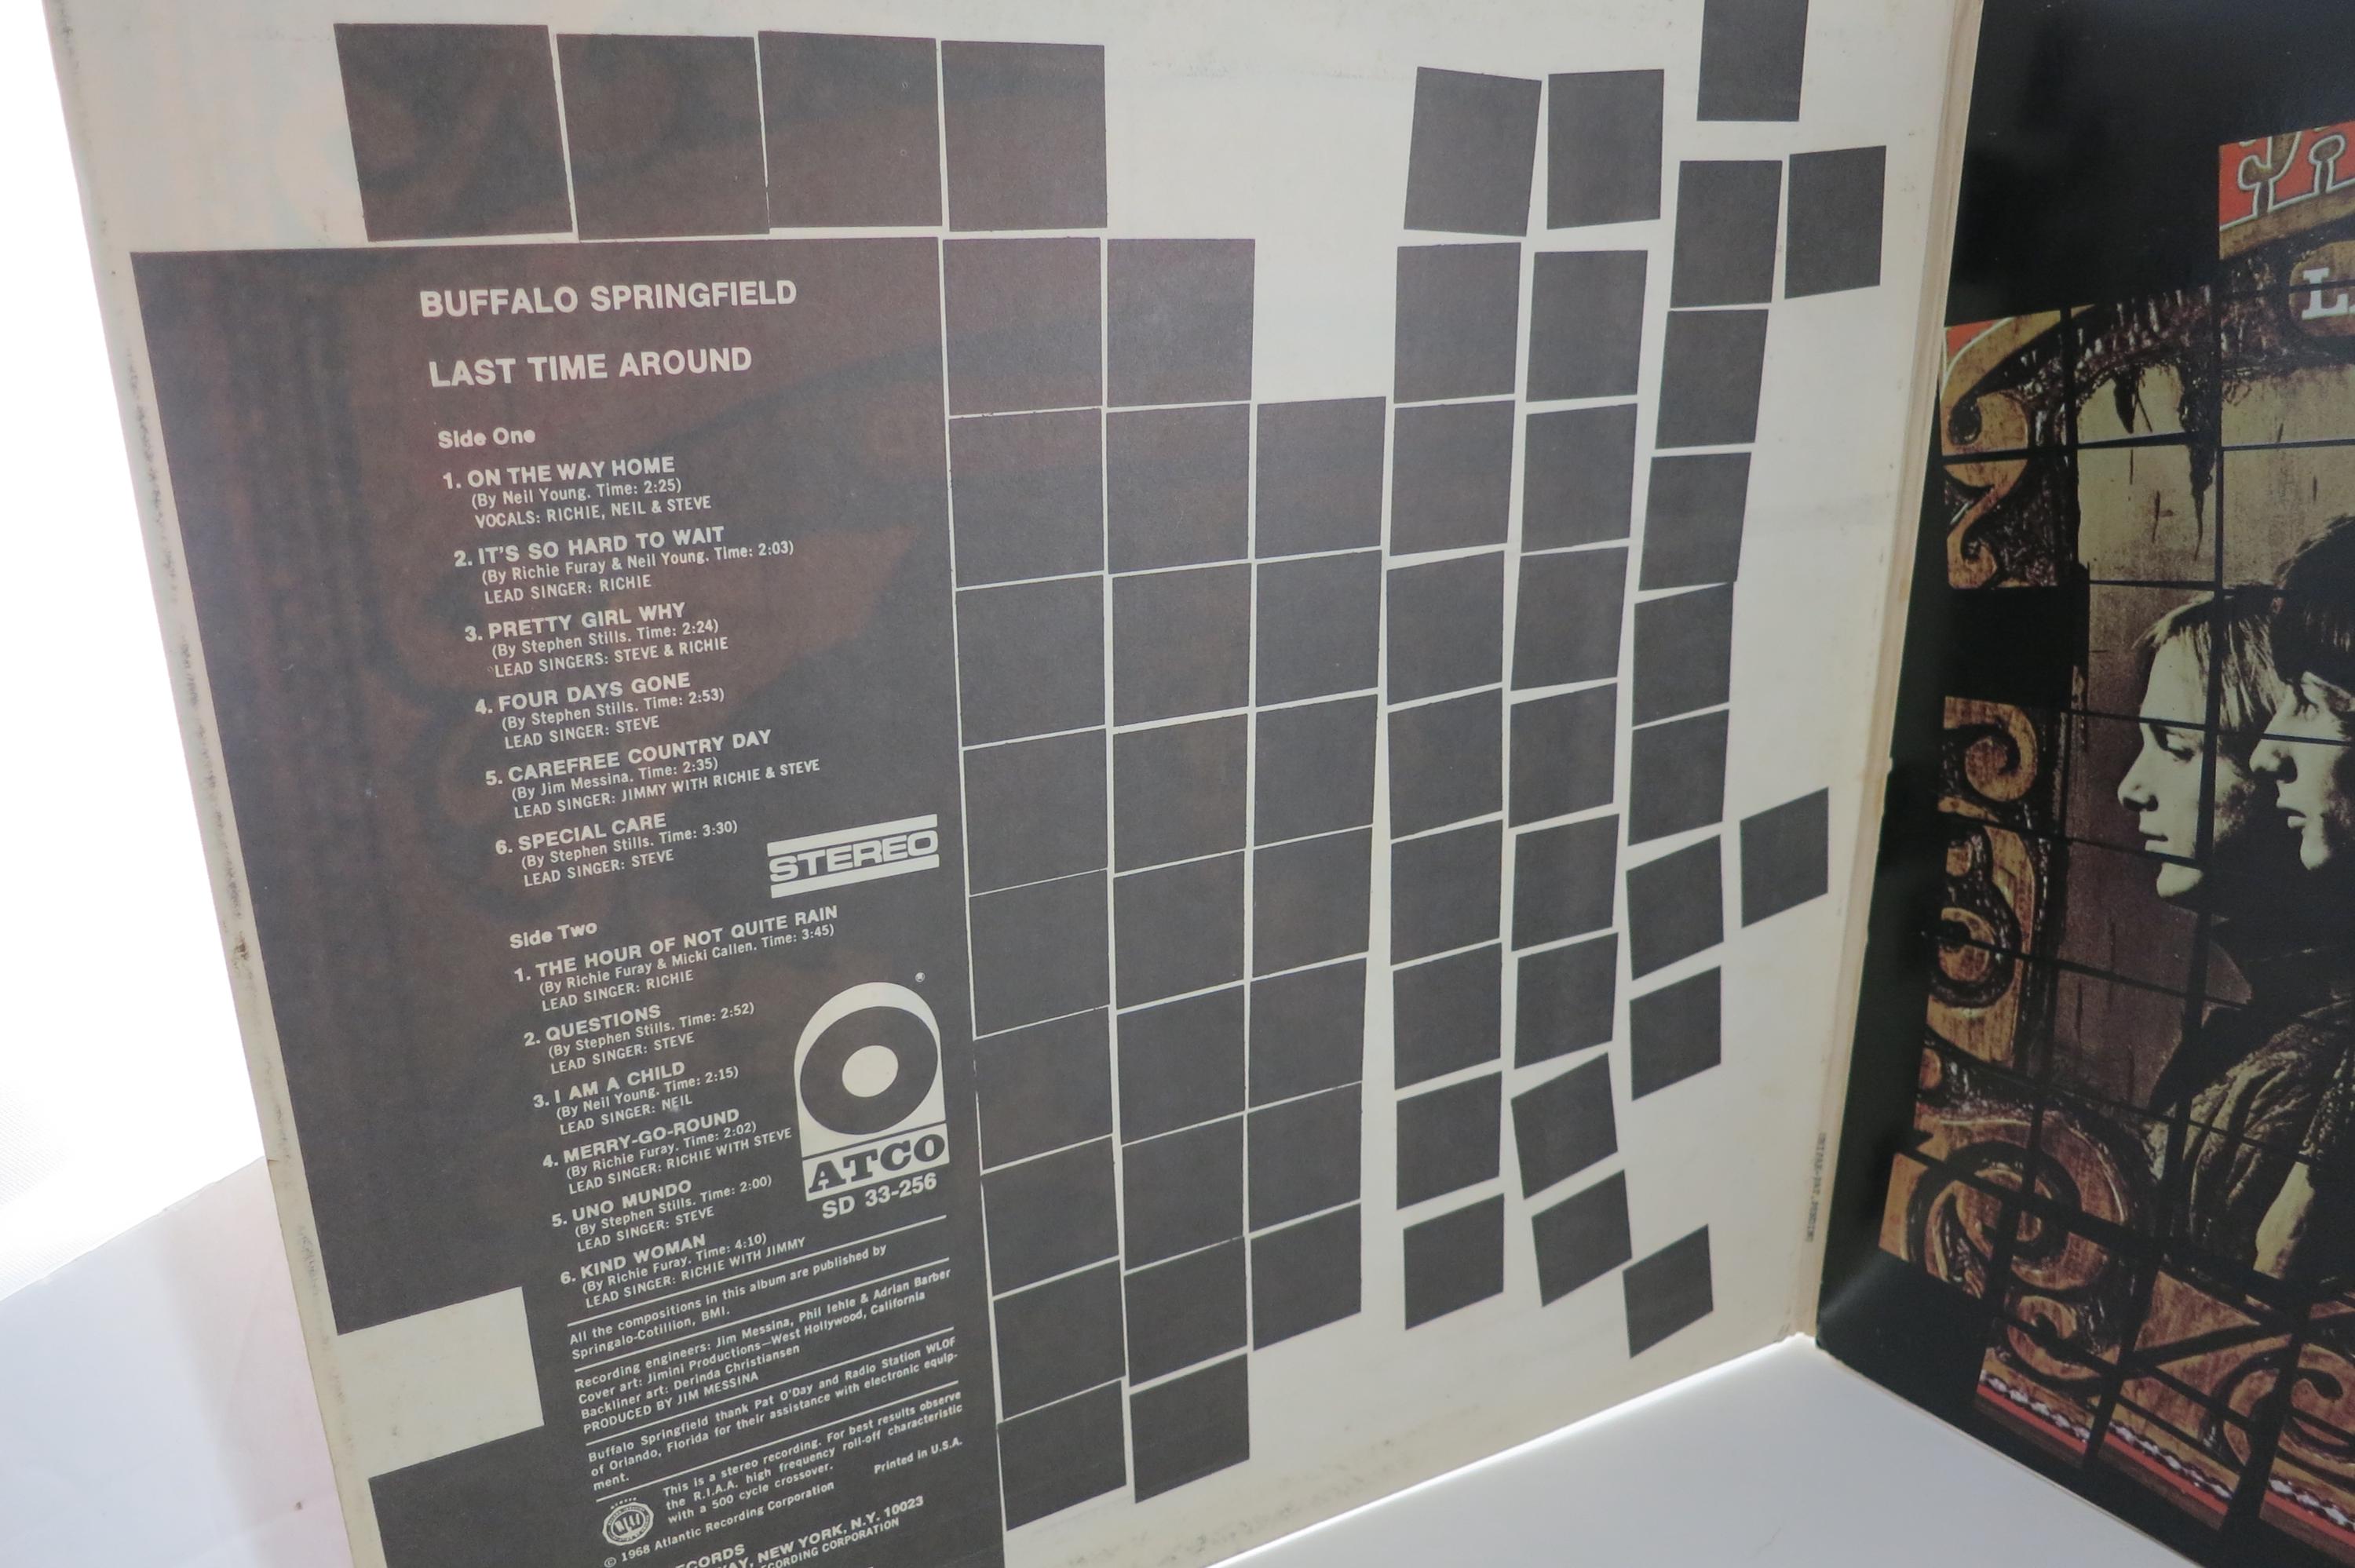 BUFFALO SPRINGFIELD
LAST TIME AROUND
Side One
1. ON THE WAY HOME
(By Neil Young. Time: 2:25)
VOCALS: RICHIE, NEIL & STEVE
2. IT'S SO HARD TO WAIT
(By Richie Furay & Neil Young. Time: 2:03)
LEAD SINGER: RICHIE
3. PRETTY GIRL WHY
(By Stephen Stills. Time: 2:24)
LEAD SINGERS: STEVE & RICHIE
4. FOUR DAYS GONE
(By Stephen Stills. Time: 2:53)
LEAD SINGER: STEVE
5. CAREFREE COUNTRY DAY
(By Jim Messina. Time: 2:35)
LEAD SINGER: JIMMY WITH RICHIE & STEVE
6. SPECIAL CARE
(By Stephen Stills. Time: 3:30)
LEAD SINGER: STEVE
STEREO
Side Two
1. THE HOUR OF NOT QUITE RAIN
(By Richie Furay & Micki Callen. Time: 3:45)
LEAD SINGER: RICHIE
2. QUESTIONS
(By Stephen Stills. Time: 2:52)
LEAD SINGER: STEVE
3. I AM A CHILD
(By Neil Young. Time: 2:15)
LEAD SINGER: NEIL
4. MERRY-GO-ROUND
(By Richie Furay. Time: 2:02)
LEAD SINGER: RICHIE WITH STEVE
5. UNO MUNDO
(By Stephen Stills. Time: 2:00)
LEAD SINGER: STEVE
6. KIND WOMAN
(By Richie Furay. Time: 4:10)
LEAD SINGER: RICHIE WITH JIMMY
®
ATCO
SD 33-256
All the compositions in this album are published by
Springalo-Cotillion, BMI.
Recording engineers: Jim Messina, Phil Iehle & Adrian Barber
Cover art: Jimini Productions—West Hollywood, California
Backliner art: Derinda Christiansen
PRODUCED BY JIM MESSINA
Buffalo Springfield thank Pat O'Day and Radio Station WLOF
of Orlando, Florida for their assistance with electronic equip-
ment.
This is a stereo recording. For best results observe
the R.I.A.A. high frequency roll-off characteristic
with a 500 cycle crossover.
Printed in U.S.A.
© 1968 Atlantic Recording Corporation
NEW YORK, N.Y. 10023